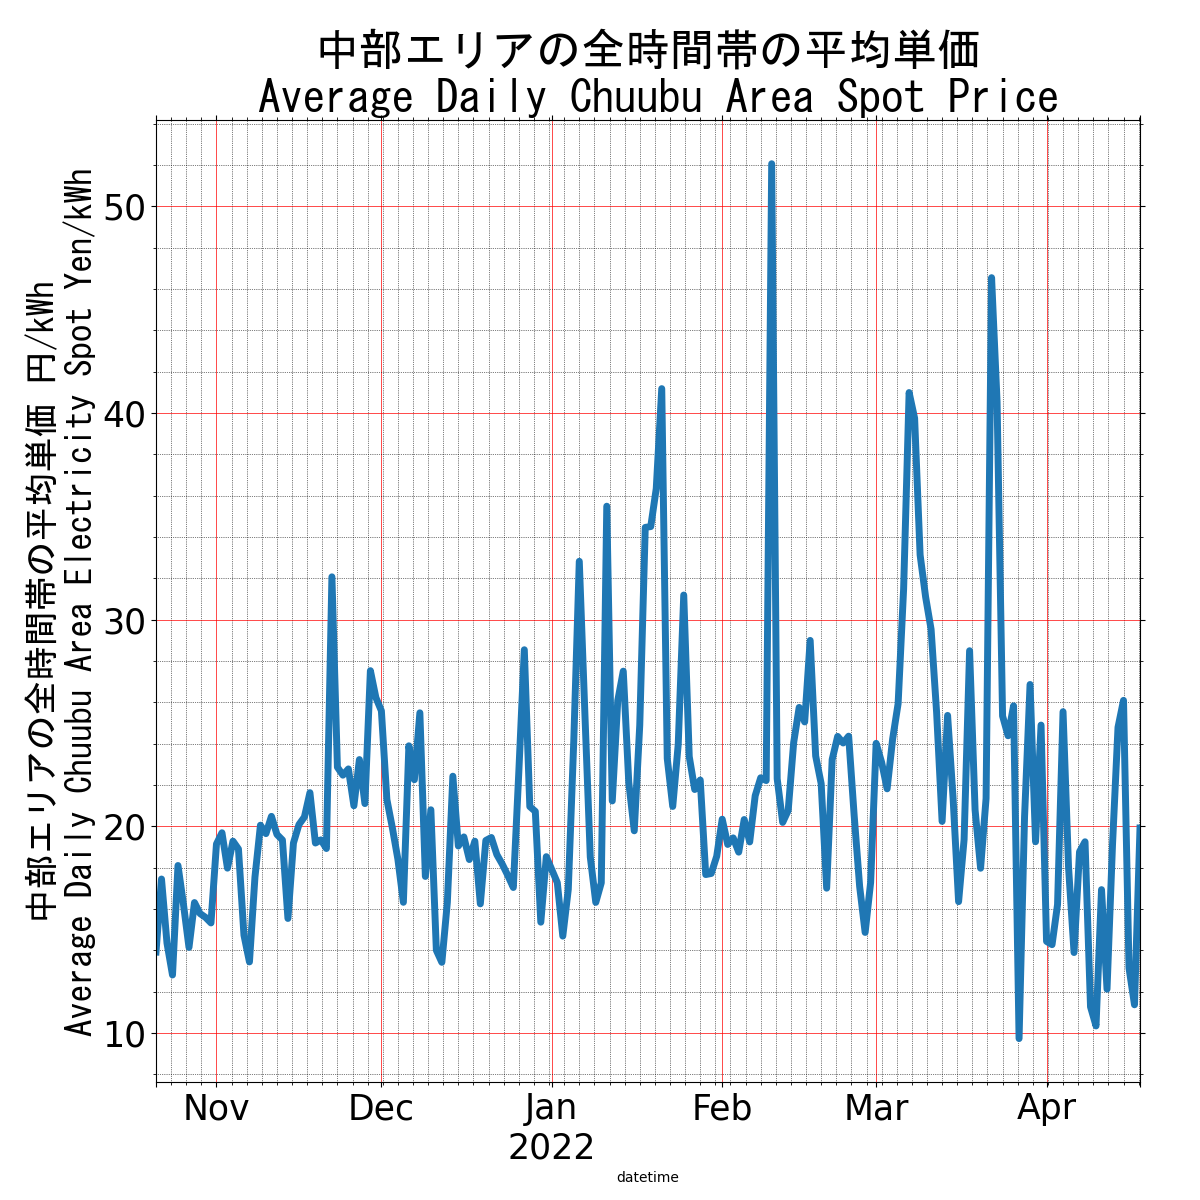 中部エリアの全時間帯の平均単価
Average Daily Chuubu Area Spot Price
中部エリアの全時間帯の平均単価 円/kWh
Average Daily Chuubu Area Electricity Spot Yen/kWh
50
40
30
20
10
Nov
Dec
Jan
2022
Feb
Mar
Apr
datetime